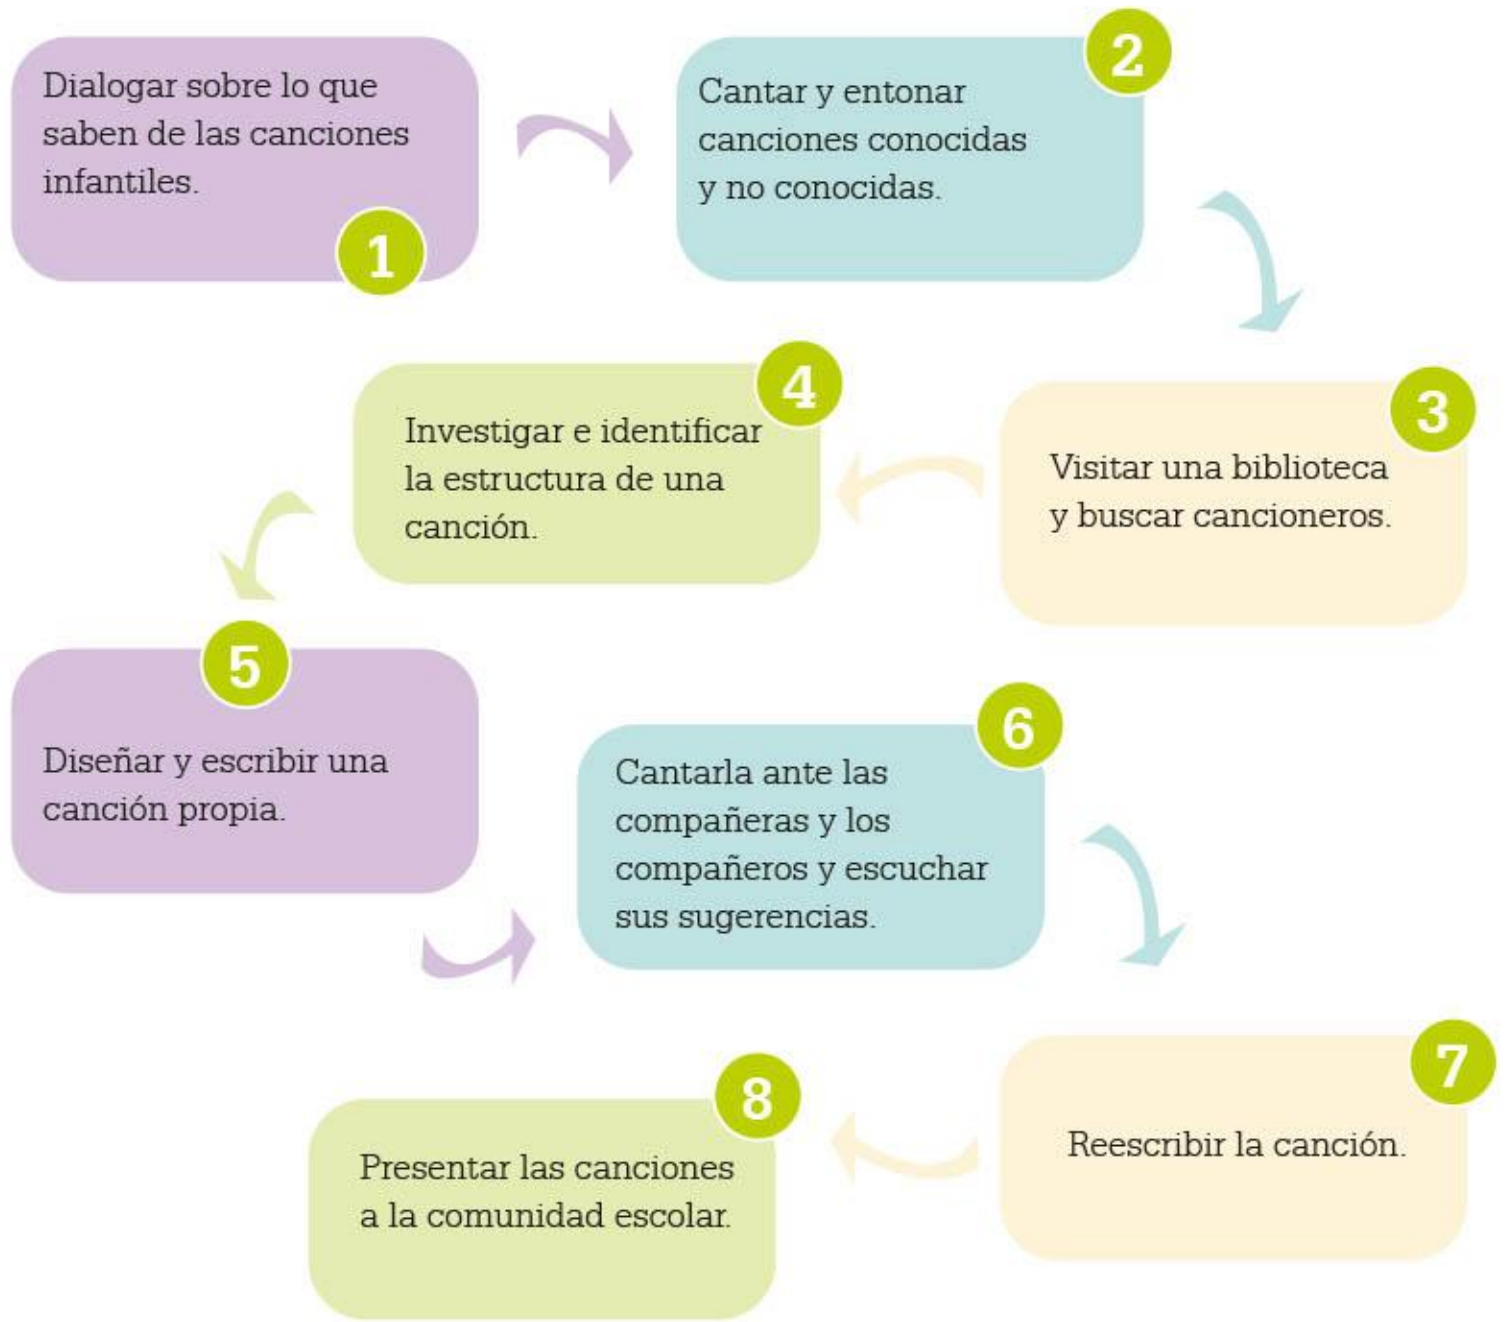 Dialogar sobre lo que
saben de las canciones
infantiles.
1
2
Cantar y entonar
canciones conocidas
y no conocidas.
3
Visitar una biblioteca
y buscar cancioneros.
4
Investigar e identificar
la estructura de una
canción.
5
Diseñar y escribir una
canción propia.
6
Cantarla ante las
compañeras y los
compañeros y escuchar
sus sugerencias.
7
Reescribir la canción.
8
Presentar las canciones
a la comunidad escolar.